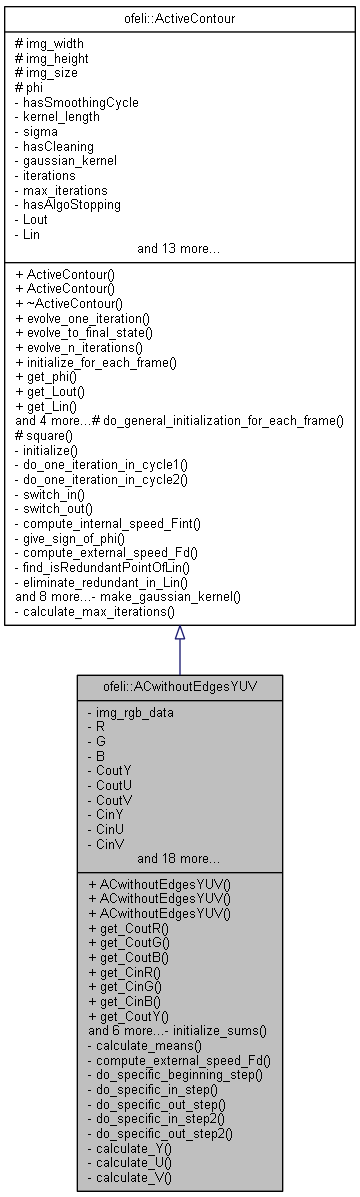 ofeli::ActiveContour
# img_width
# img_height
# img_size
# phi
- hasSmoothingCycle
- kernel_length
- sigma
- hasCleaning
- gaussian_kernel
- iterations
- max_iterations
- hasAlgoStopping
- Lout
- Lin
and 13 more...
+ ActiveContour()
+ ActiveContour()
+ ~ActiveContour()
+ evolve_one_iteration()
+ evolve_to_final_state()
+ evolve_n_iterations()
+ initialize_for_each_frame()
+ get_phi()
+ get_Lout()
+ get_Lin()
and 4 more...# do_general_initialization_for_each_frame()
# square()
- initialize()
- do_one_iteration_in_cycle1()
- do_one_iteration_in_cycle2()
- switch_in()
- switch_out()
- compute_internal_speed_Fint()
- give_sign_of_phi()
- compute_external_speed_Fd()
- find_isRedundantPointOfLin()
- eliminate_redundant_in_Lin()
and 8 more...- make_gaussian_kernel()
- calculate_max_iterations()
ofeli::ACwithoutEdgesYUV
- img_rgb_data
- R
- G
- B
- CoutY
- CoutU
- CoutV
- CinY
- CinU
- CinV
and 18 more...
+ ACwithoutEdgesYUV()
+ ACwithoutEdgesYUV()
+ ACwithoutEdgesYUV()
+ get_CoutR()
+ get_CoutG()
+ get_CoutB()
+ get_CinR()
+ get_CinG()
+ get_CinB()
+ get_CoutY()
and 6 more...- initialize_sums()
- calculate_means()
- compute_external_speed_Fd()
- do_specific_beginning_step()
- do_specific_in_step()
- do_specific_out_step()
- do_specific_in_step2()
- do_specific_out_step2()
- calculate_Y()
- calculate_U()
- calculate_V()